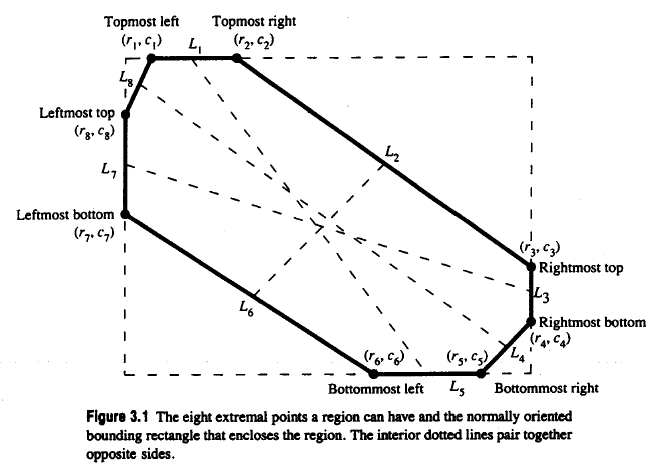 Topmost left Topmost right
(r₁, c₁) (r₂, c₂)
L₁
L₈
Leftmost top
(r₈, c₈)
L₂
L₇
Leftmost bottom
(r₇, c₇)
(r₃, c₃)
Rightmost top
L₃
L₆
Rightmost bottom
(r₄, c₄)
(r₆, c₆) (r₅, c₅) L₄
Bottommost left L₅ Bottommost right
Figure 3.1 The eight extremal points a region can have and the normally oriented
bounding rectangle that encloses the region. The interior dotted lines pair together
opposite sides.